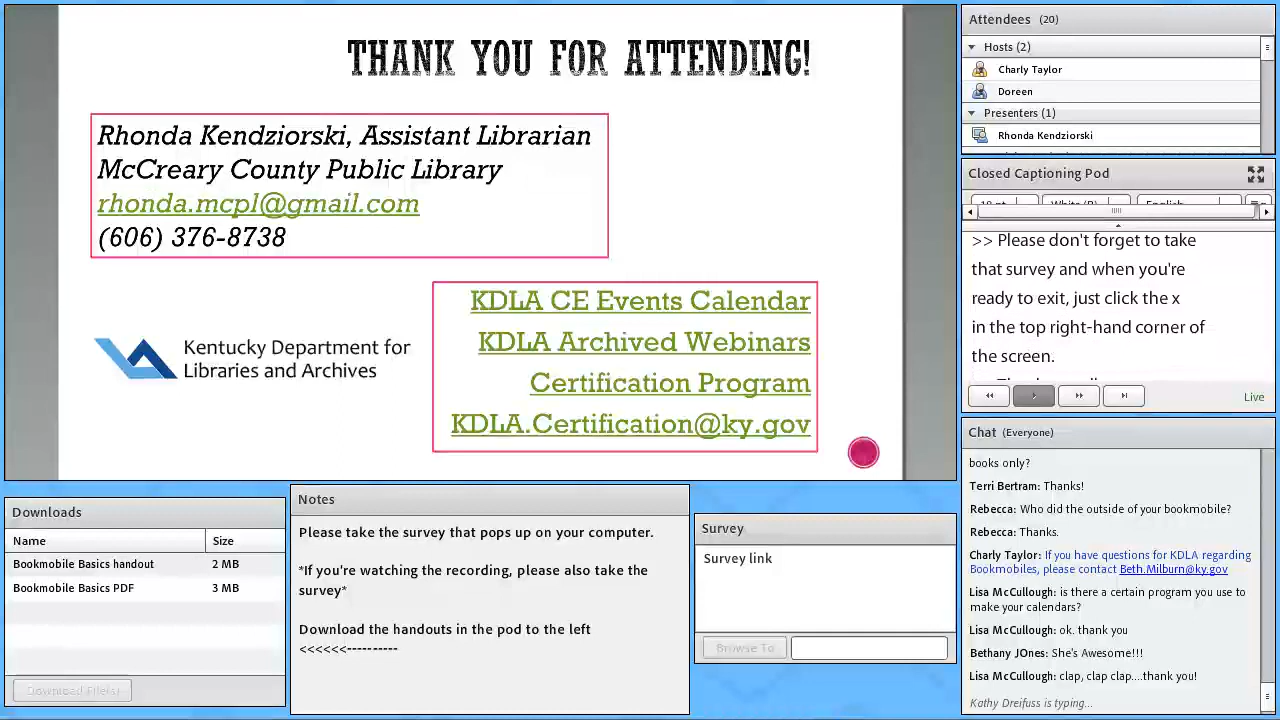 THANK YOU FOR ATTENDING!
Rhonda Kendziorski, Assistant Librarian
McCreary County Public Library
rhonda.mcpl@gmail.com
(606) 376-8738
KDLA CE Events Calendar
KDLA Archived Webinars
Certification Program
KDLA.Certification@ky.gov
Kentucky Department for
Libraries and Archives
Downloads
Name Size
Bookmobile Basics handout 2 MB
Bookmobile Basics PDF 3 MB
Download File(s)
Notes
Please take the survey that pops up on your computer.
*If you're watching the recording, please also take the
survey*
Download the handouts in the pod to the left
<<<<<<----------
Survey
Survey link
Browse To
Attendees (20)
Hosts (2)
Charly Taylor
Doreen
Presenters (1)
Rhonda Kendziorski
Closed Captioning Pod
English
>> Please don't forget to take
that survey and when you're
ready to exit, just click the x
in the top right-hand corner of
the screen.
Live
Chat (Everyone)
books only?
Terri Bertram: Thanks!
Rebecca: Who did the outside of your bookmobile?
Rebecca: Thanks.
Charly Taylor: If you have questions for KDLA regarding
Bookmobiles, please contact Beth.Milburn@ky.gov
Lisa McCullough: is there a certain program you use to
make your calendars?
Lisa McCullough: ok. thank you
Bethany JOnes: She's Awesome!!!
Lisa McCullough: clap, clap clap....thank you!
Kathy Dreifuss is typing...